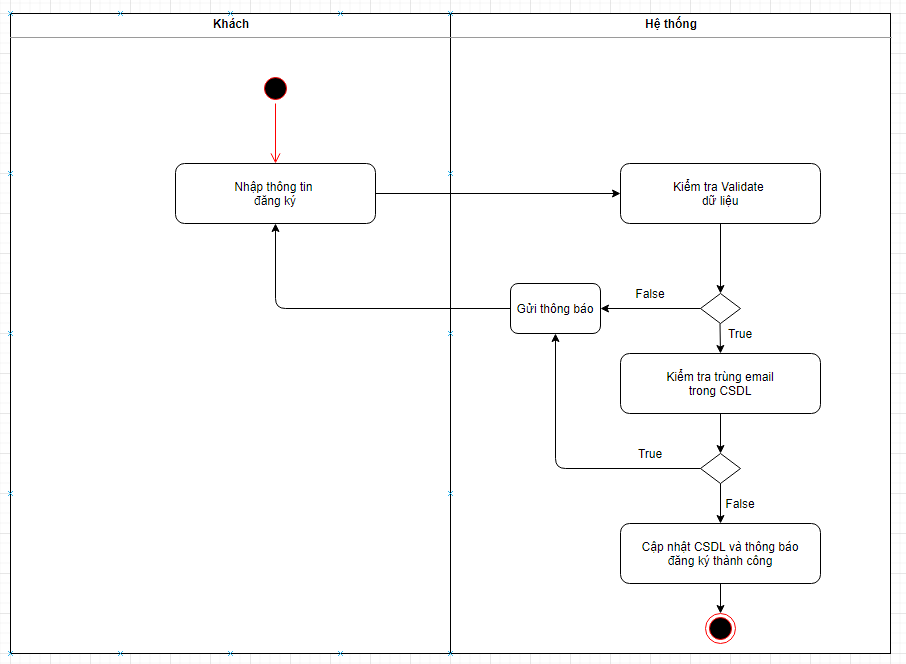 Khách
Hệ thống
Nhập thông tin
đăng ký
Kiểm tra Validate
dữ liệu
Gửi thông báo
False
True
Kiểm tra trùng email
trong CSDL
True
False
Cập nhật CSDL và thông báo
đăng ký thành công